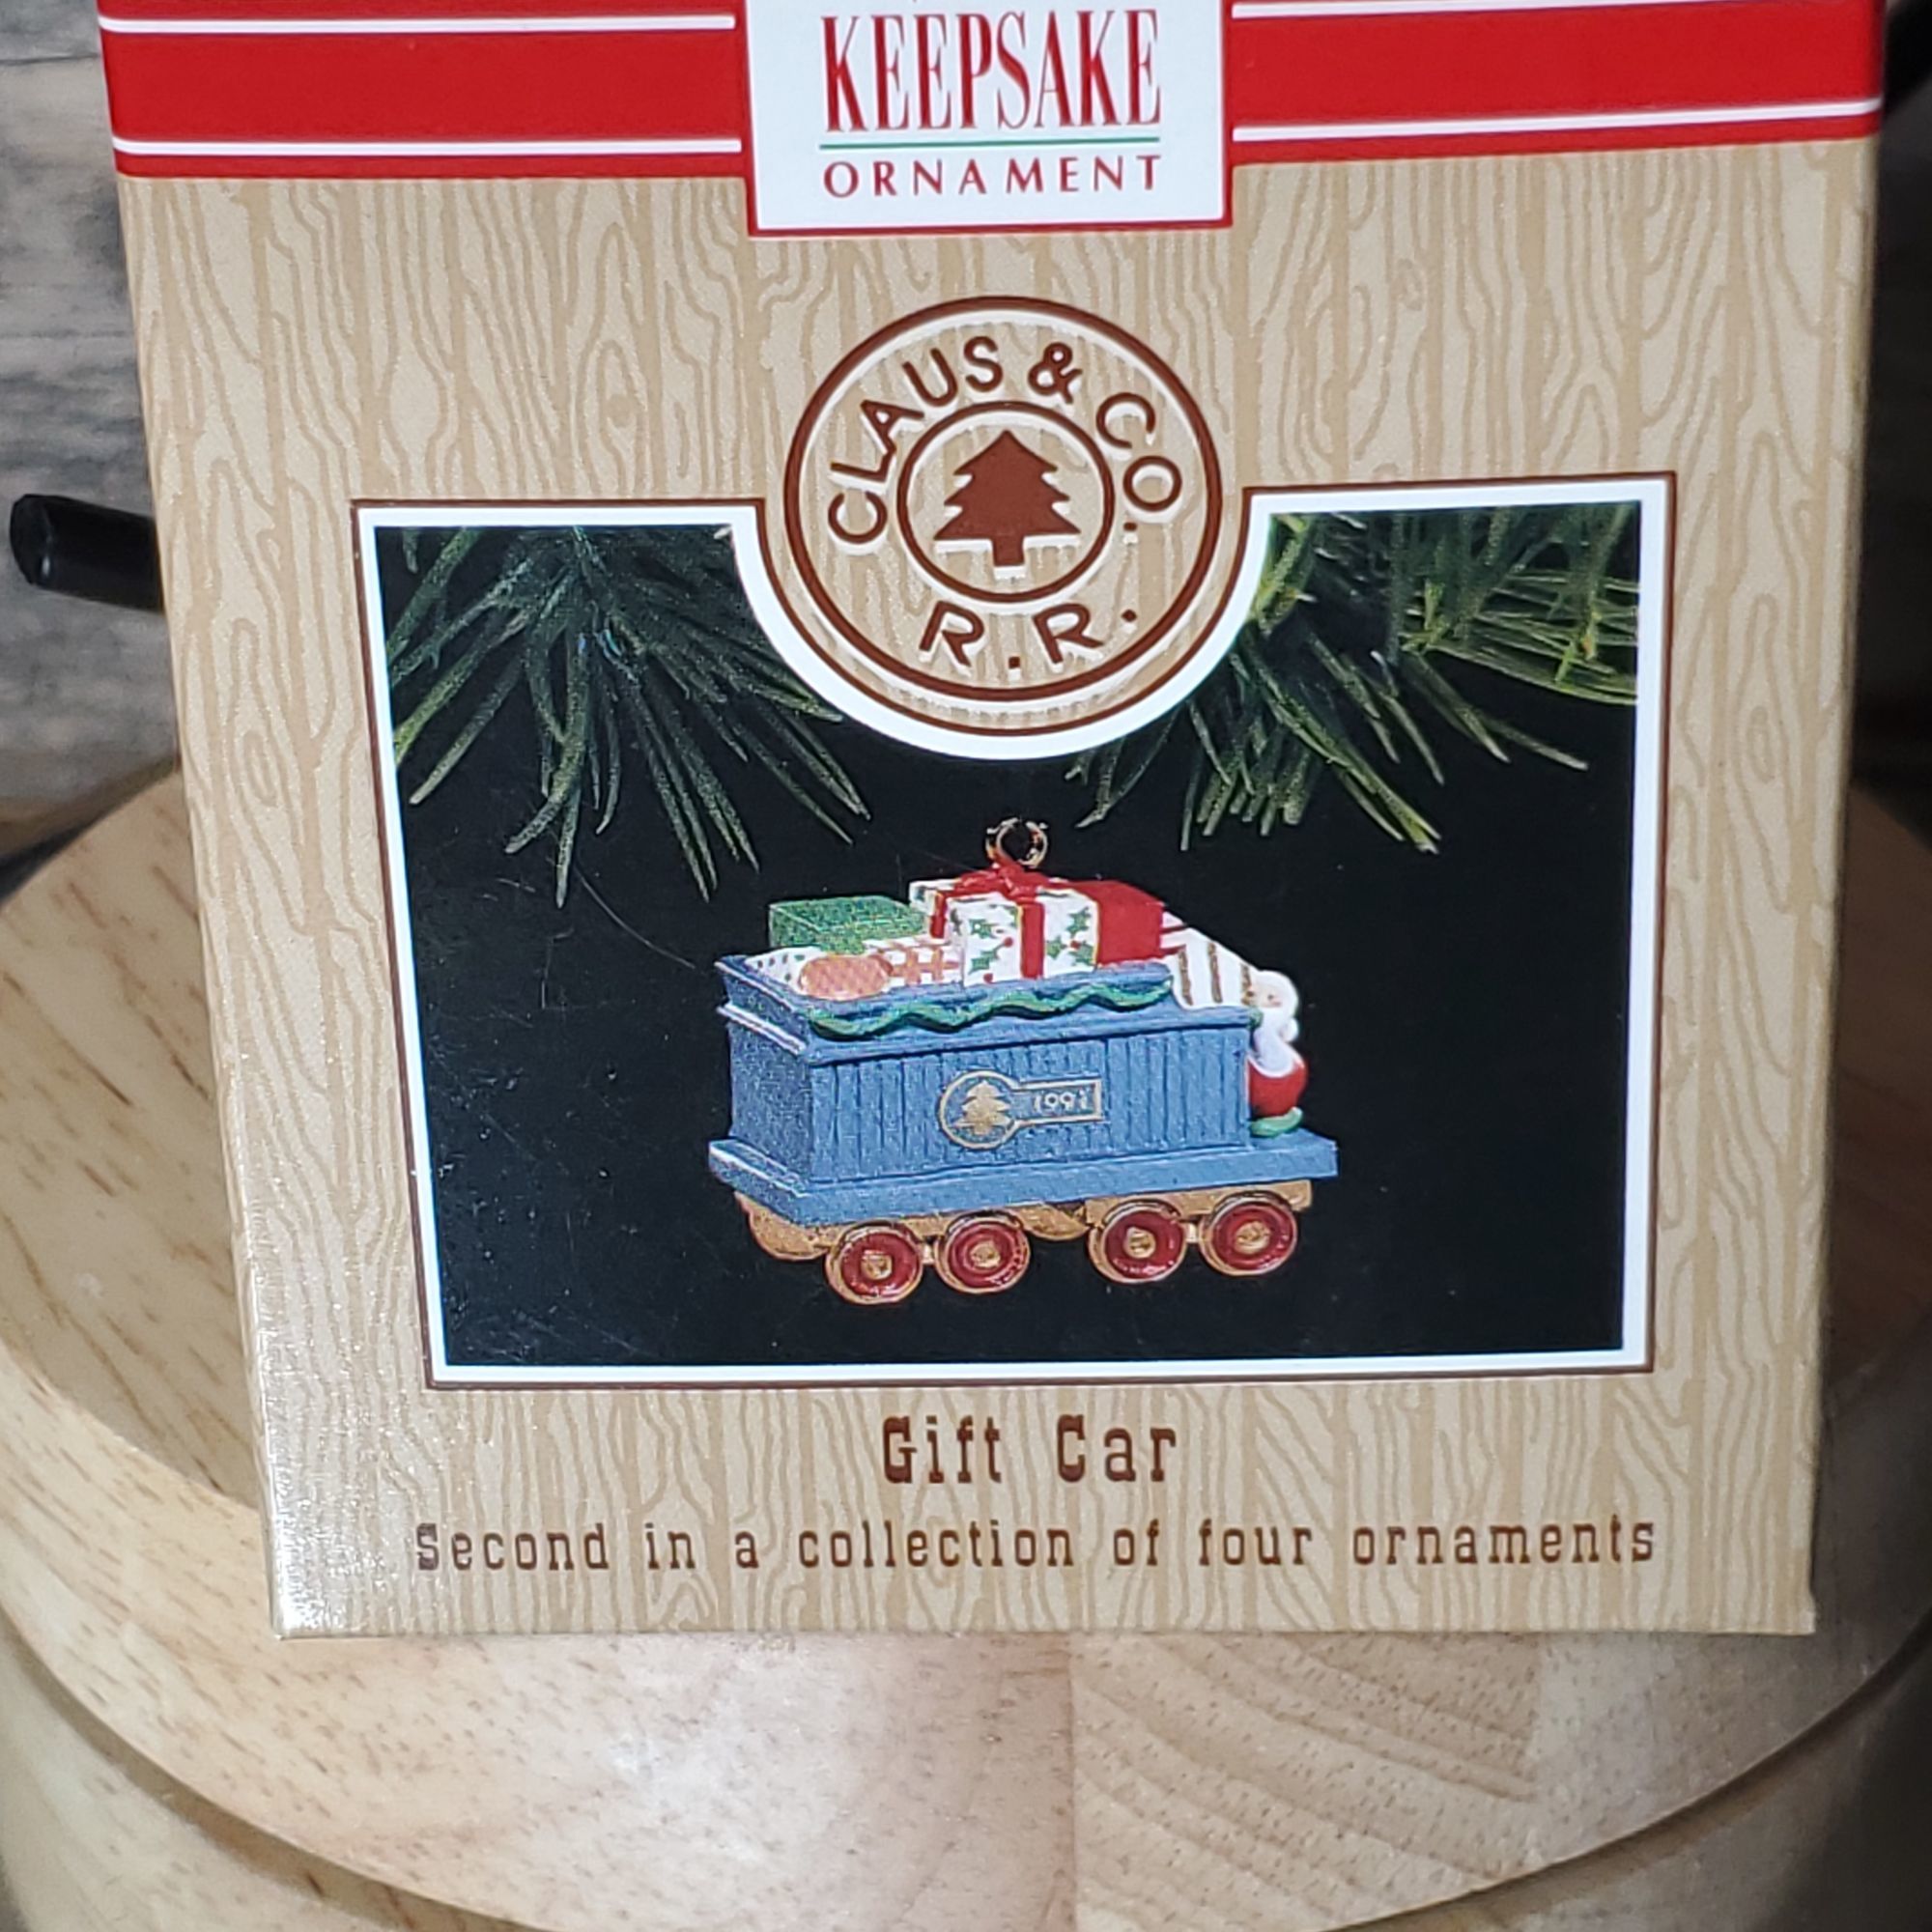 KEEPSAKE
ORNAMENT
CLAUS & CO.
R.R.
1991
Gift Car
Second in a collection of four ornaments